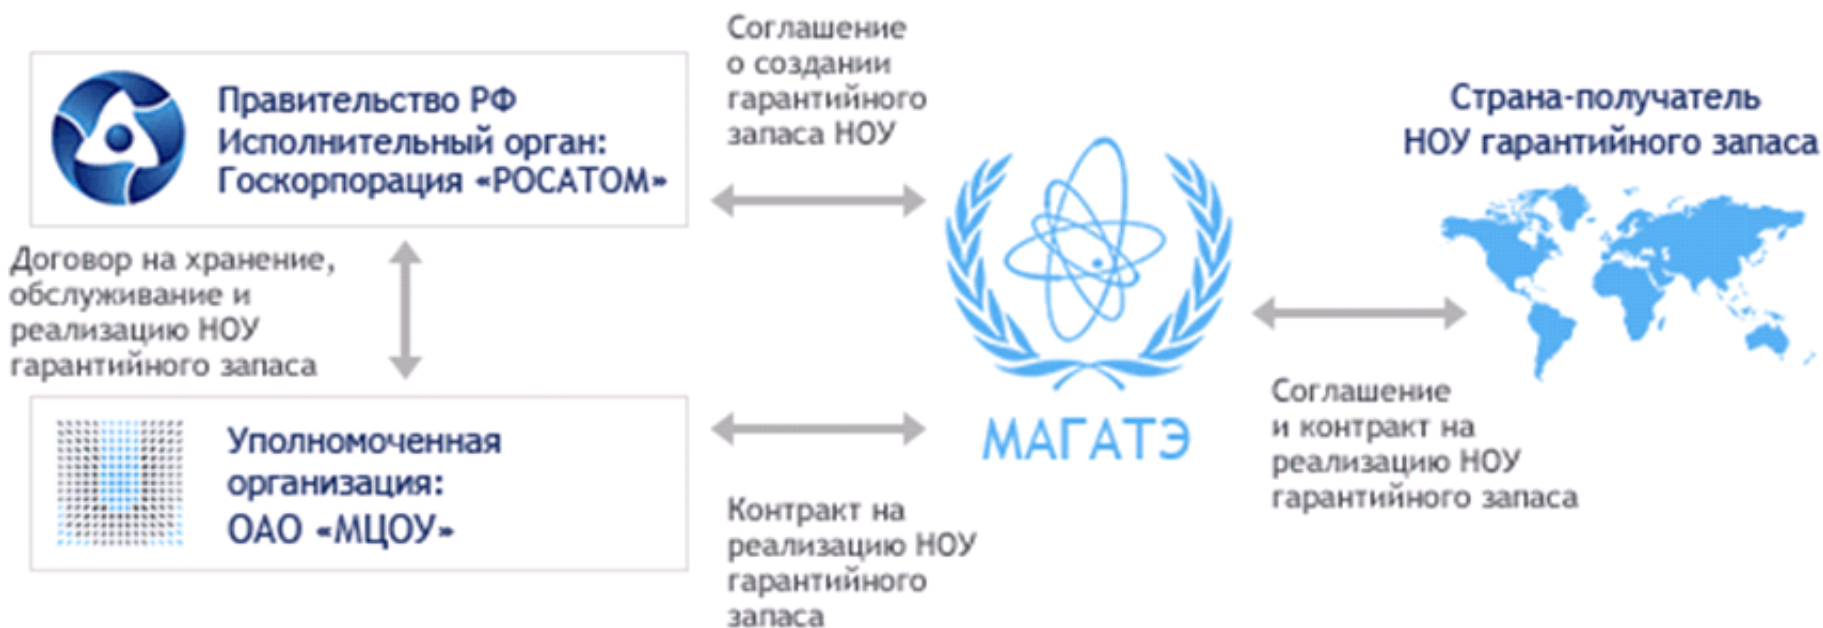 Соглашение
о создании
гарантийного
запаса НОУ
Правительство РФ
Исполнительный орган:
Госкорпорация «РОСАТОМ»
Страна-получатель
НОУ гарантийного запаса
Договор на хранение,
обслуживание и
реализацию НОУ
гарантийного запаса
МАГАТЭ
Соглашение
и контракт на
реализацию НОУ
гарантийного запаса
Уполномоченная
организация:
ОАО «МЦОУ»
Контракт на
реализацию НОУ
гарантийного
запаса